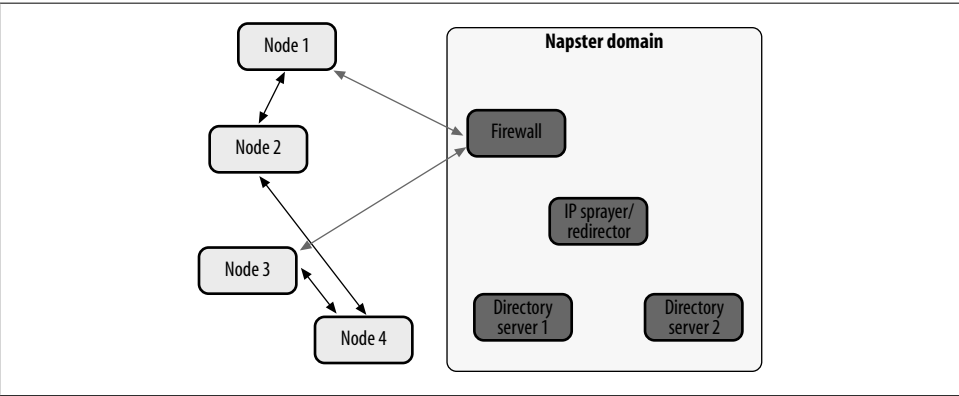 Node 1
Napster domain
Firewall
Node 2
IP sprayer/
redirector
Node 3
Directory
server 1
Directory
server 2
Node 4